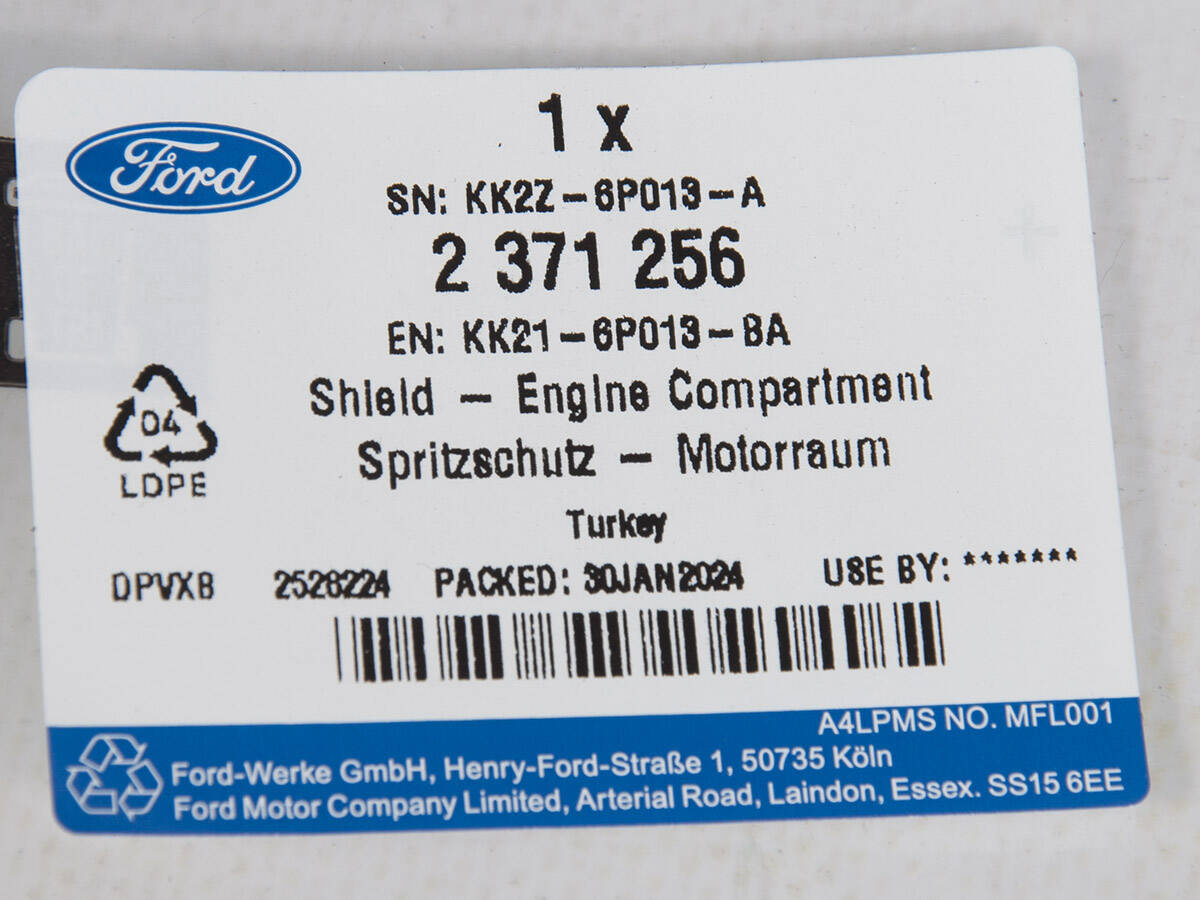 Ford
1 x
SN: KK2Z-6P013-A
2 371 256
EN: KK21-6P013-BA
Shield - Engine Compartment
Spritzschutz - Motorraum
04
LDPE
Turkey
DPVXB 2526224 PACKED: 30JAN2024 USE BY: *******
A4LPMS NO. MFL001
Ford-Werke GmbH, Henry-Ford-Straße 1, 50735 Köln
Ford Motor Company Limited, Arterial Road, Laindon, Essex. SS15 6EE